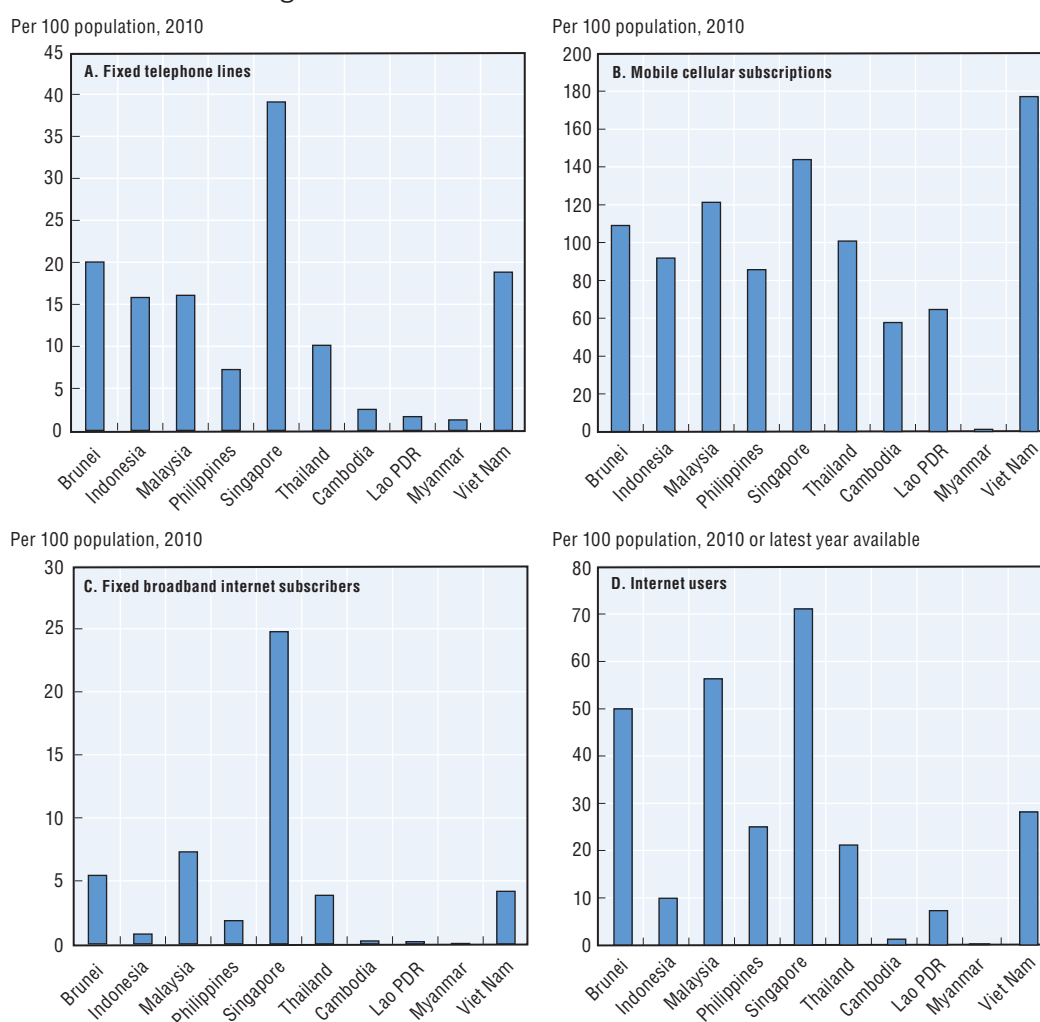 Per 100 population, 2010
A. Fixed telephone lines
45
40
35
30
25
20
15
10
5
0
Brunei
Indonesia
Malaysia
Philippines
Singapore
Thailand
Cambodia
Lao PDR
Myanmar
Viet Nam
Per 100 population, 2010
B. Mobile cellular subscriptions
200
180
160
140
120
100
80
60
40
20
0
Brunei
Indonesia
Malaysia
Philippines
Singapore
Thailand
Cambodia
Lao PDR
Myanmar
Viet Nam
Per 100 population, 2010
C. Fixed broadband internet subscribers
30
25
20
15
10
5
0
Brunei
Indonesia
Malaysia
Philippines
Singapore
Thailand
Cambodia
Lao PDR
Myanmar
Viet Nam
Per 100 population, 2010 or latest year available
D. Internet users
80
70
60
50
40
30
20
10
0
Brunei
Indonesia
Malaysia
Philippines
Singapore
Thailand
Cambodia
Lao PDR
Myanmar
Viet Nam